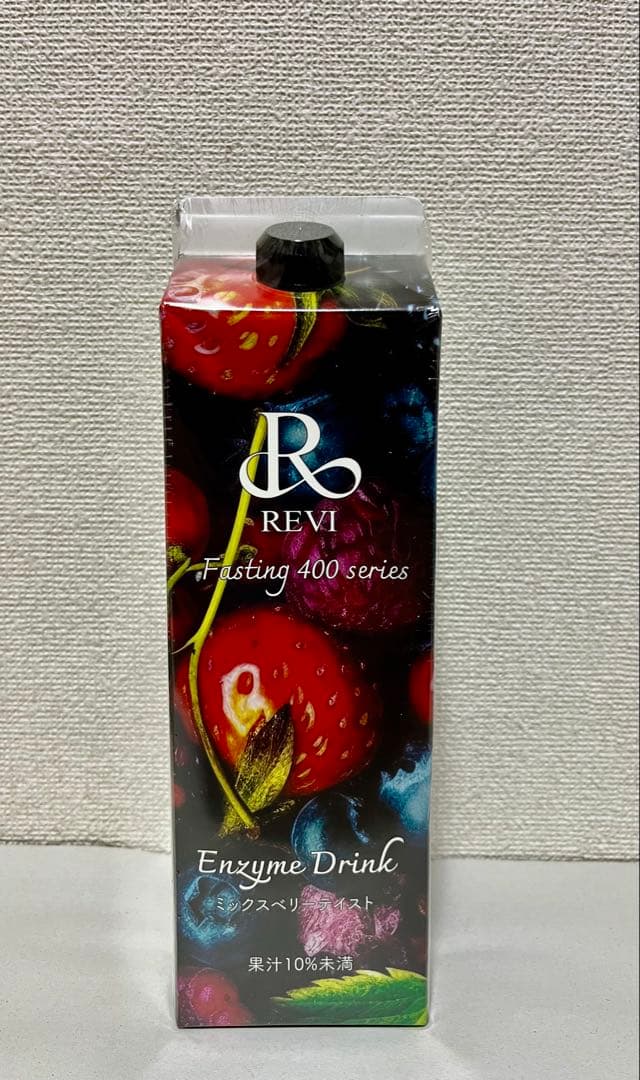 R
REVI
Fasting 400 series
Enzyme Drink
ミックスベリーテイスト
果汁10%未満